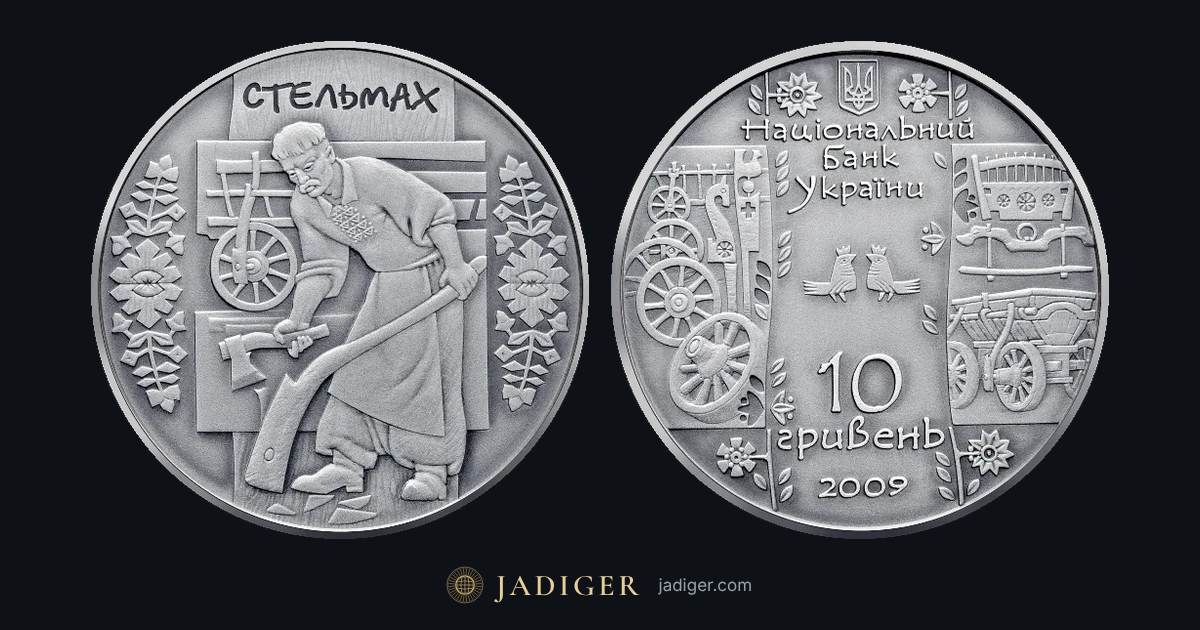 СТЕЛЬМАХ
Національний
Банк
України
10
гривень
2009
JADIGER jadiger.com